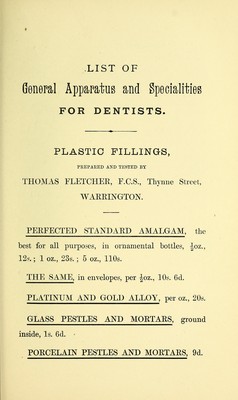 LIST OF
General Apparatus and Specialities
FOR DENTISTS.
PLASTIC FILLINGS,
PREPARED AND TESTED BY
THOMAS FLETCHER, F.C.S., Thynne Street,
WARRINGTON.
PERFECTED STANDARD AMALGAM, the
best for all purposes, in ornamental bottles, ½oz.,
12s.; 1 oz., 23s.; 5 oz., 110s.
THE SAME, in envelopes, per ½oz., 10s. 6d.
PLATINUM AND GOLD ALLOY, per oz., 20s.
GLASS PESTLES AND MORTARS, ground
inside, 1s. 6d.
PORCELAIN PESTLES AND MORTARS, 9d.